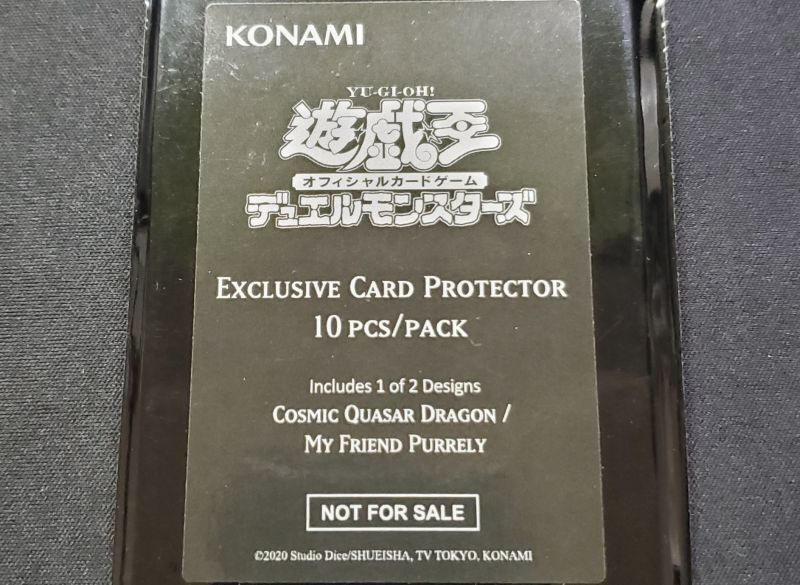 KONAMI
YU-GI-OH!
遊☆戯☆王
オフィシャルカードゲーム
デュエルモンスターズ
EXCLUSIVE CARD PROTECTOR
10 PCS/PACK
Includes 1 of 2 Designs
COSMIC QUASAR DRAGON /
MY FRIEND PURRELY
NOT FOR SALE
©2020 Studio Dice/SHUEISHA, TV TOKYO, KONAMI